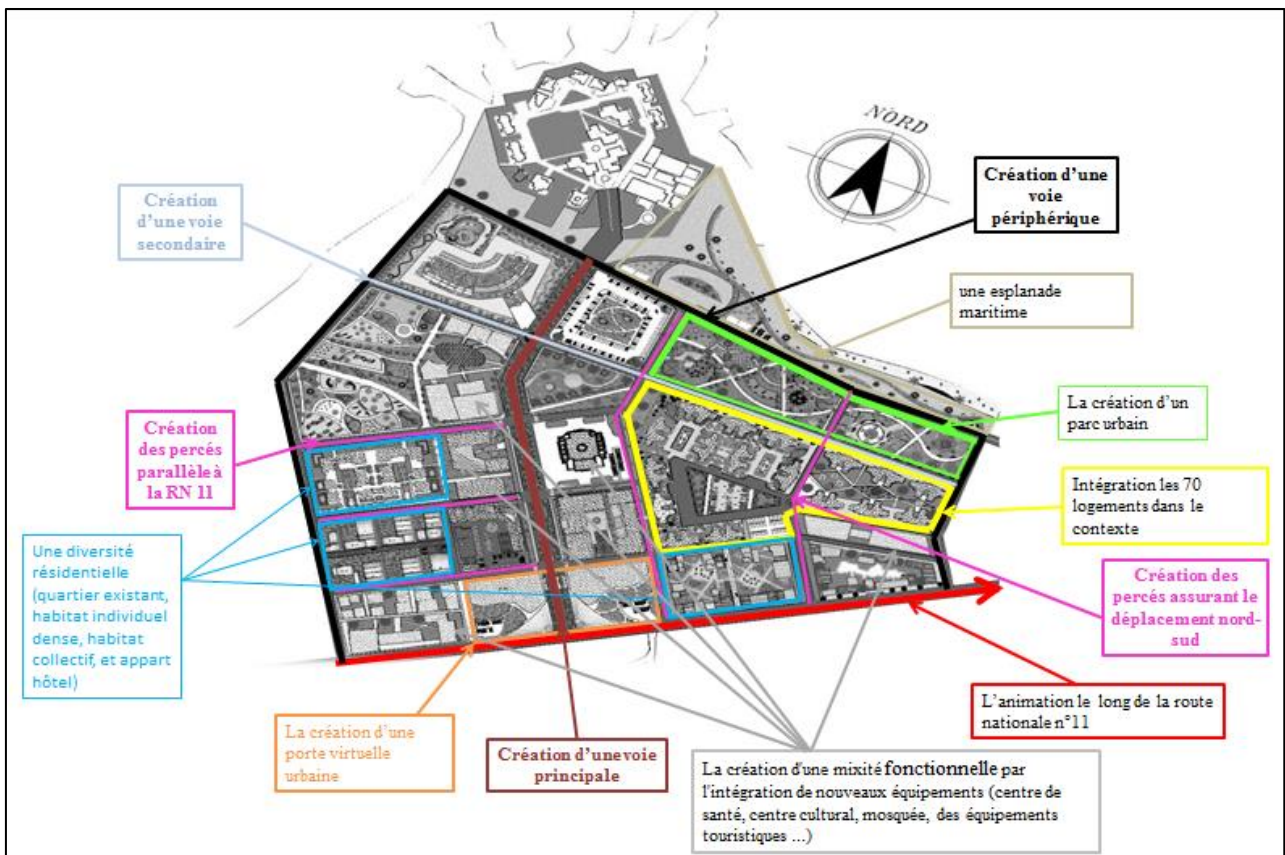 NORD
Création d'une
voie
périphérique
Création
d'une voie
secondaire
une esplanade
maritime
La création d'un
parc urbain
Création
des percés
parallèle à
la RN 11
Intégration les 70
logements dans le
contexte
Une diversité
résidentielle
(quartier existant,
habitat individuel
dense, habitat
collectif, et appart
hôtel)
Création des
percés assurant le
déplacement nord-
sud
L'animation le long de la route
nationale n°11
La création d'une
porte virtuelle
urbaine
Création d'une voie
principale
La création d'une mixité fonctionnelle par
l'intégration de nouveaux équipements (centre de
santé, centre cultural, mosquée, des équipements
touristiques ...)